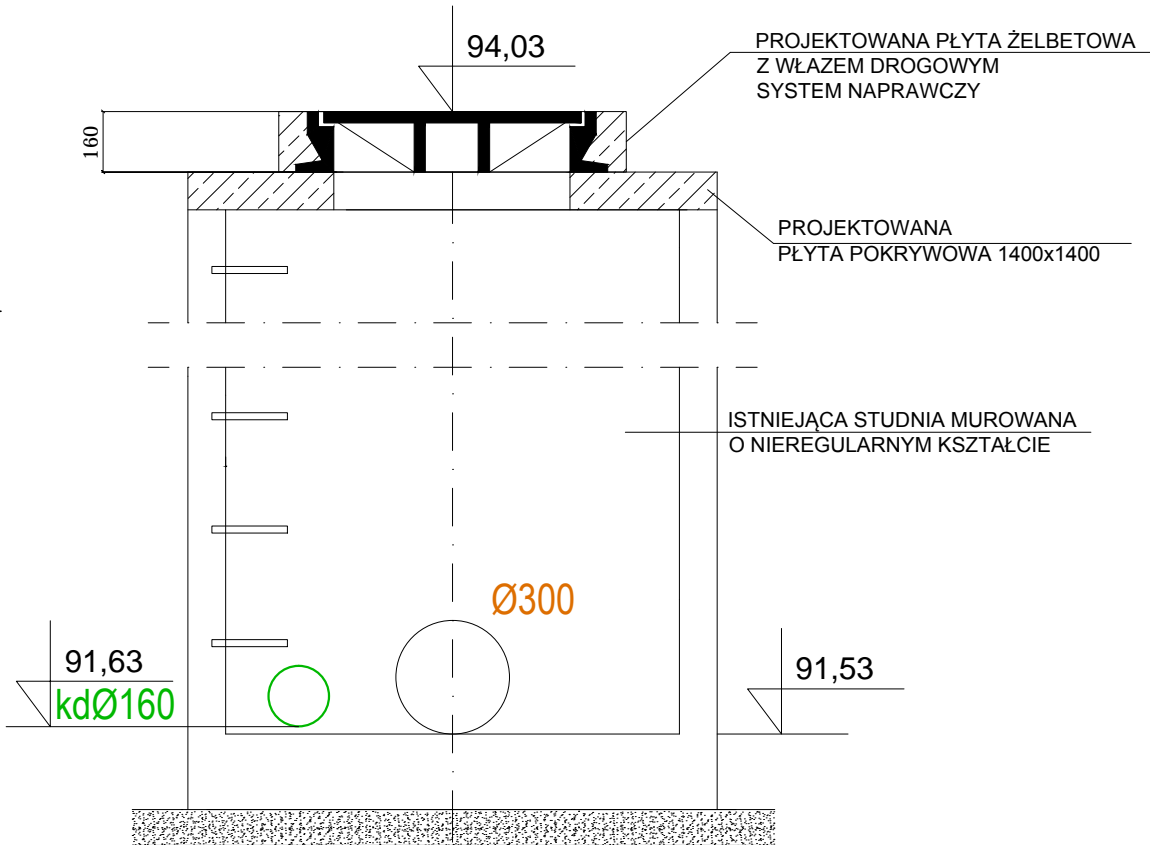 94,03
PROJEKTOWANA PŁYTA ŻELBETOWA
Z WŁAZEM DROGOWYM
SYSTEM NAPRAWCZY
160
PROJEKTOWANA
PŁYTA POKRYWOWA 1400x1400
ISTNIEJĄCA STUDNIA MUROWANA
O NIEREGULARNYM KSZTAŁCIE
Ø300
91,63
kdØ160
91,53